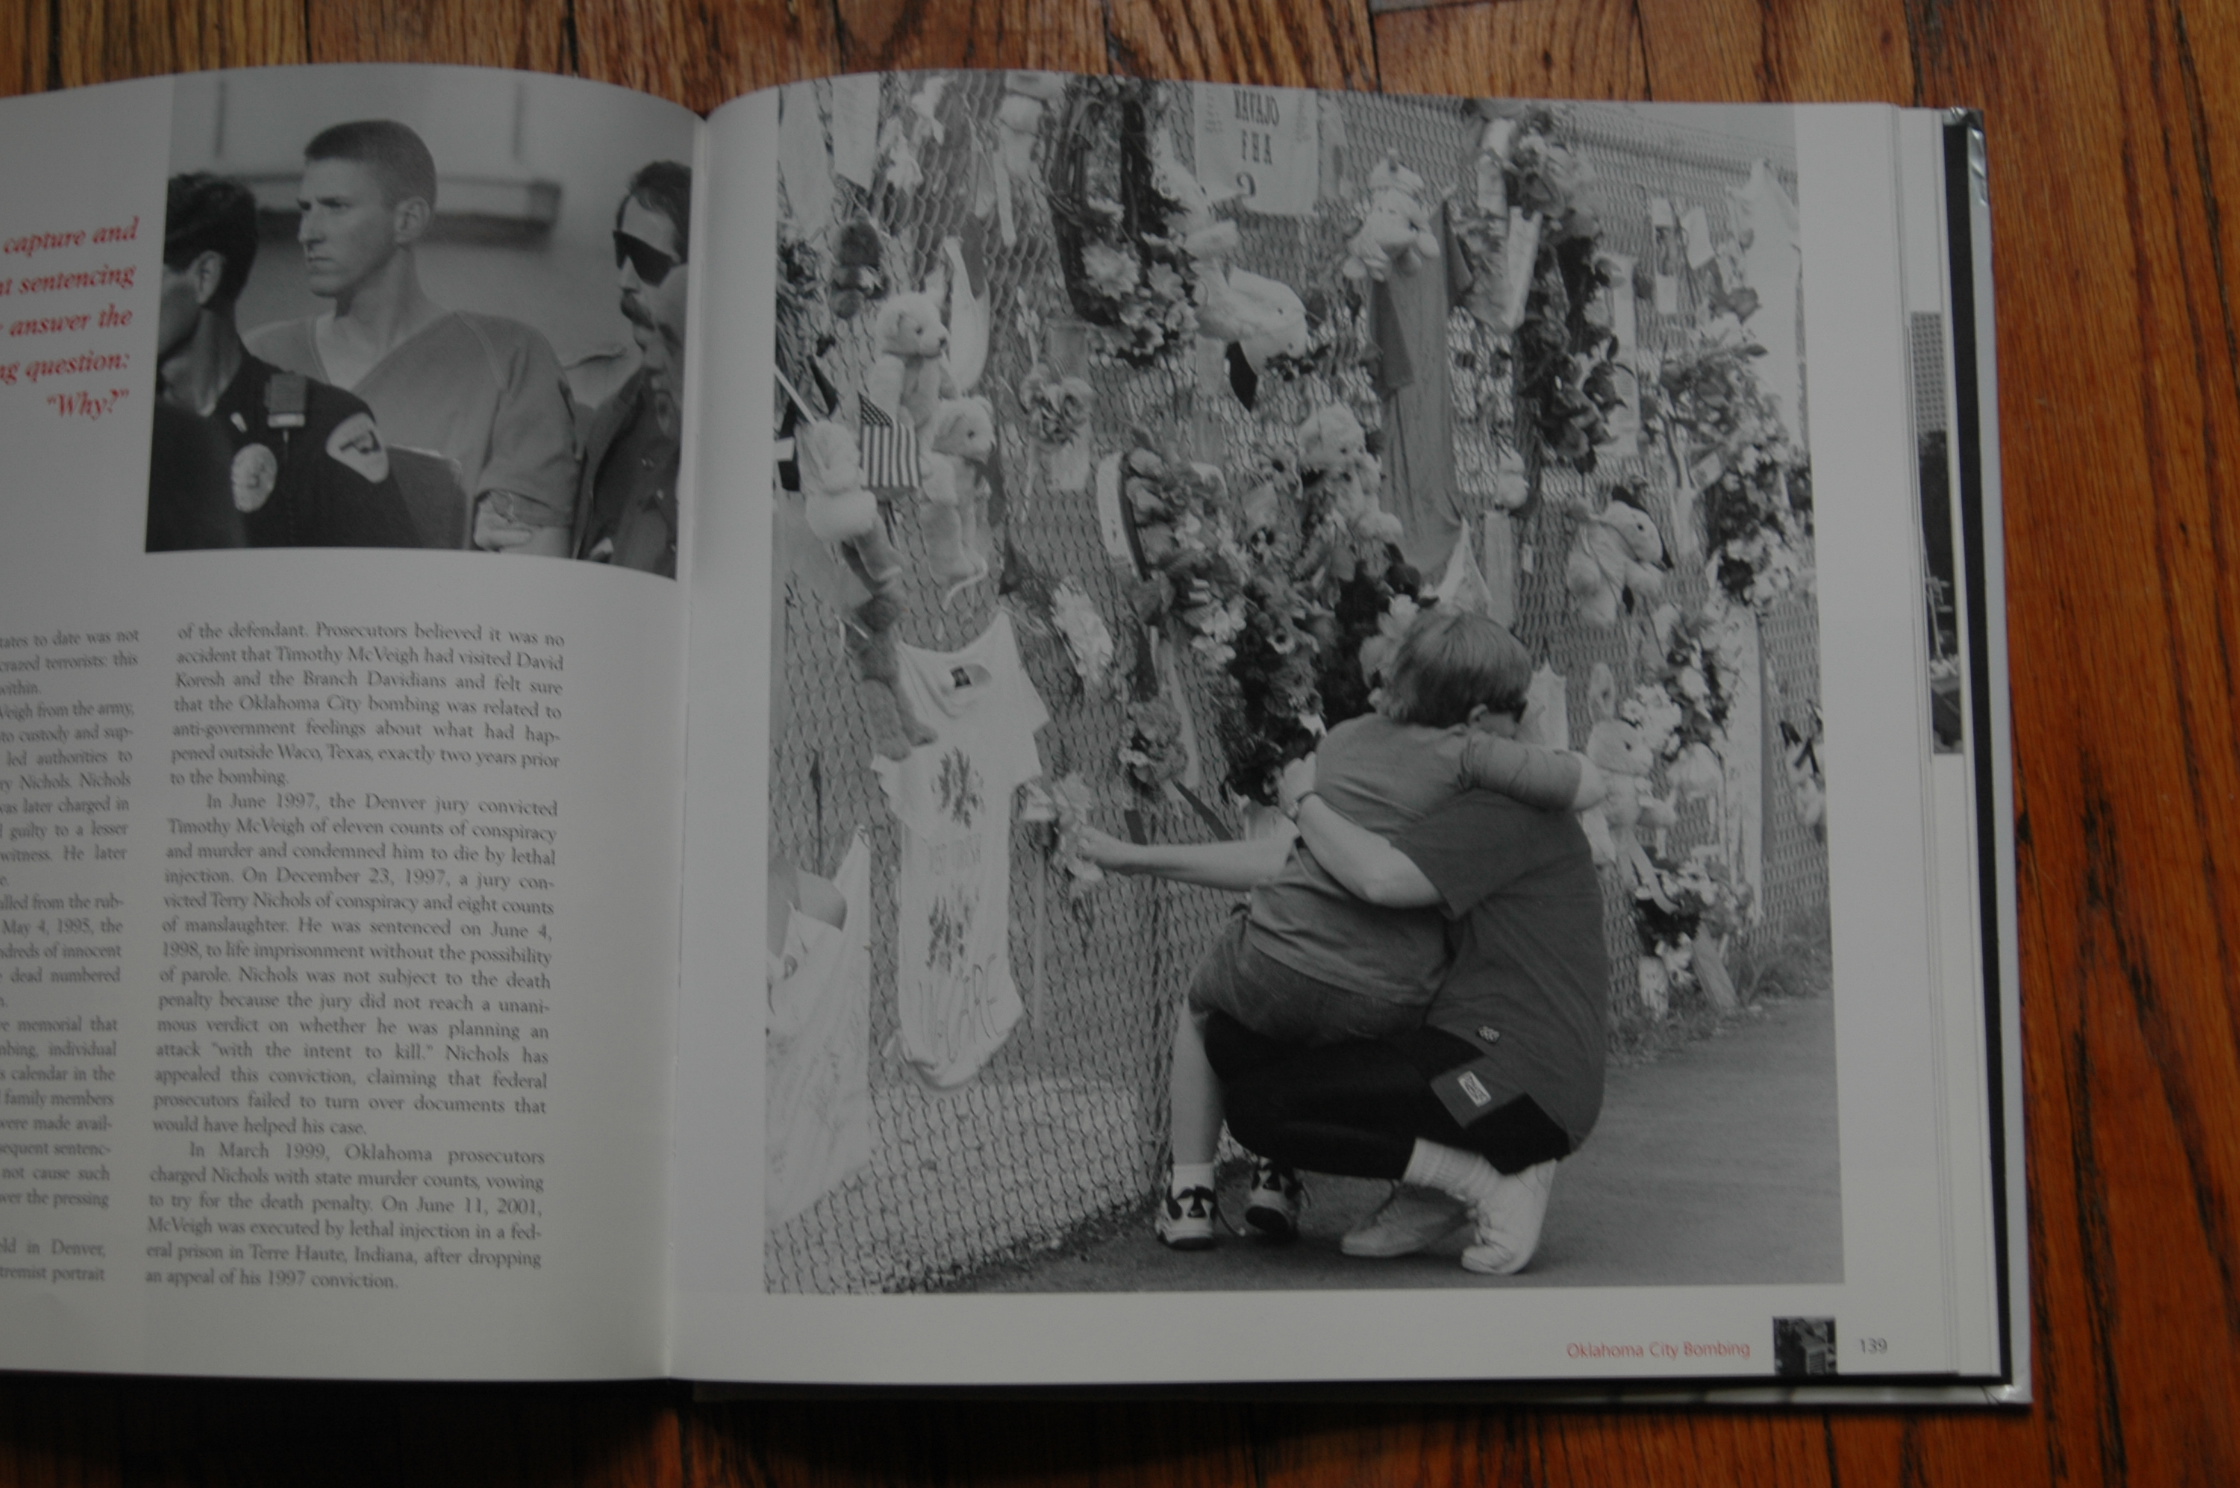 capture and
sentencing
answer the
question:
"Why?"
tates to date was not
crazed terrorists: this
within.
Veigh from the army,
to custody and sup-
led authorities to
ry Nichols. Nichols
was later charged in
guilty to a lesser
witness. He later
lled from the rub-
May 4, 1995, the
ndreds of innocent
dead numbered
memorial that
mbing, individual
s calendar in the
family members
were made avail-
sequent sentenc-
not cause such
wer the pressing
eld in Denver,
tremist portrait
of the defendant. Prosecutors believed it was no
accident that Timothy McVeigh had visited David
Koresh and the Branch Davidians and felt sure
that the Oklahoma City bombing was related to
anti-government feelings about what had hap-
pened outside Waco, Texas, exactly two years prior
to the bombing.
In June 1997, the Denver jury convicted
Timothy McVeigh of eleven counts of conspiracy
and murder and condemned him to die by lethal
injection. On December 23, 1997, a jury con-
victed Terry Nichols of conspiracy and eight counts
of manslaughter. He was sentenced on June 4,
1998, to life imprisonment without the possibility
of parole. Nichols was not subject to the death
penalty because the jury did not reach a unani-
mous verdict on whether he was planning an
attack "with the intent to kill." Nichols has
appealed this conviction, claiming that federal
prosecutors failed to turn over documents that
would have helped his case.
In March 1999, Oklahoma prosecutors
charged Nichols with state murder counts, vowing
to try for the death penalty. On June 11, 2001,
McVeigh was executed by lethal injection in a fed-
eral prison in Terre Haute, Indiana, after dropping
an appeal of his 1997 conviction.
NAVAJO
FHA
Oklahoma City Bombing
139